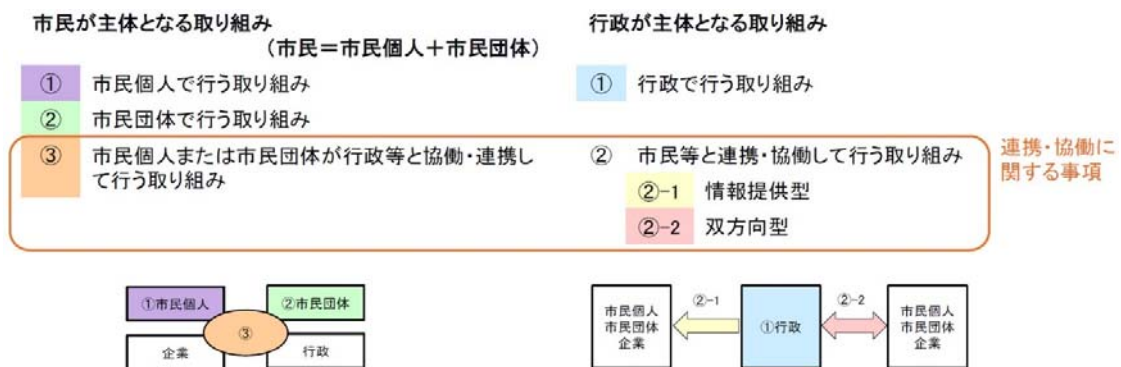 市民が主体となる取り組み
（市民＝市民個人＋市民団体）
① 市民個人で行う取り組み
② 市民団体で行う取り組み
③ 市民個人または市民団体が行政等と協働・連携し
て行う取り組み
行政が主体となる取り組み
① 行政で行う取り組み
② 市民等と連携・協働して行う取り組み
②-1 情報提供型
②-2 双方向型
連携・協働に
関する事項
①市民個人
②市民団体
③
企業
行政
市民個人
市民団体
企業
②-1
①行政
②-2
市民個人
市民団体
企業